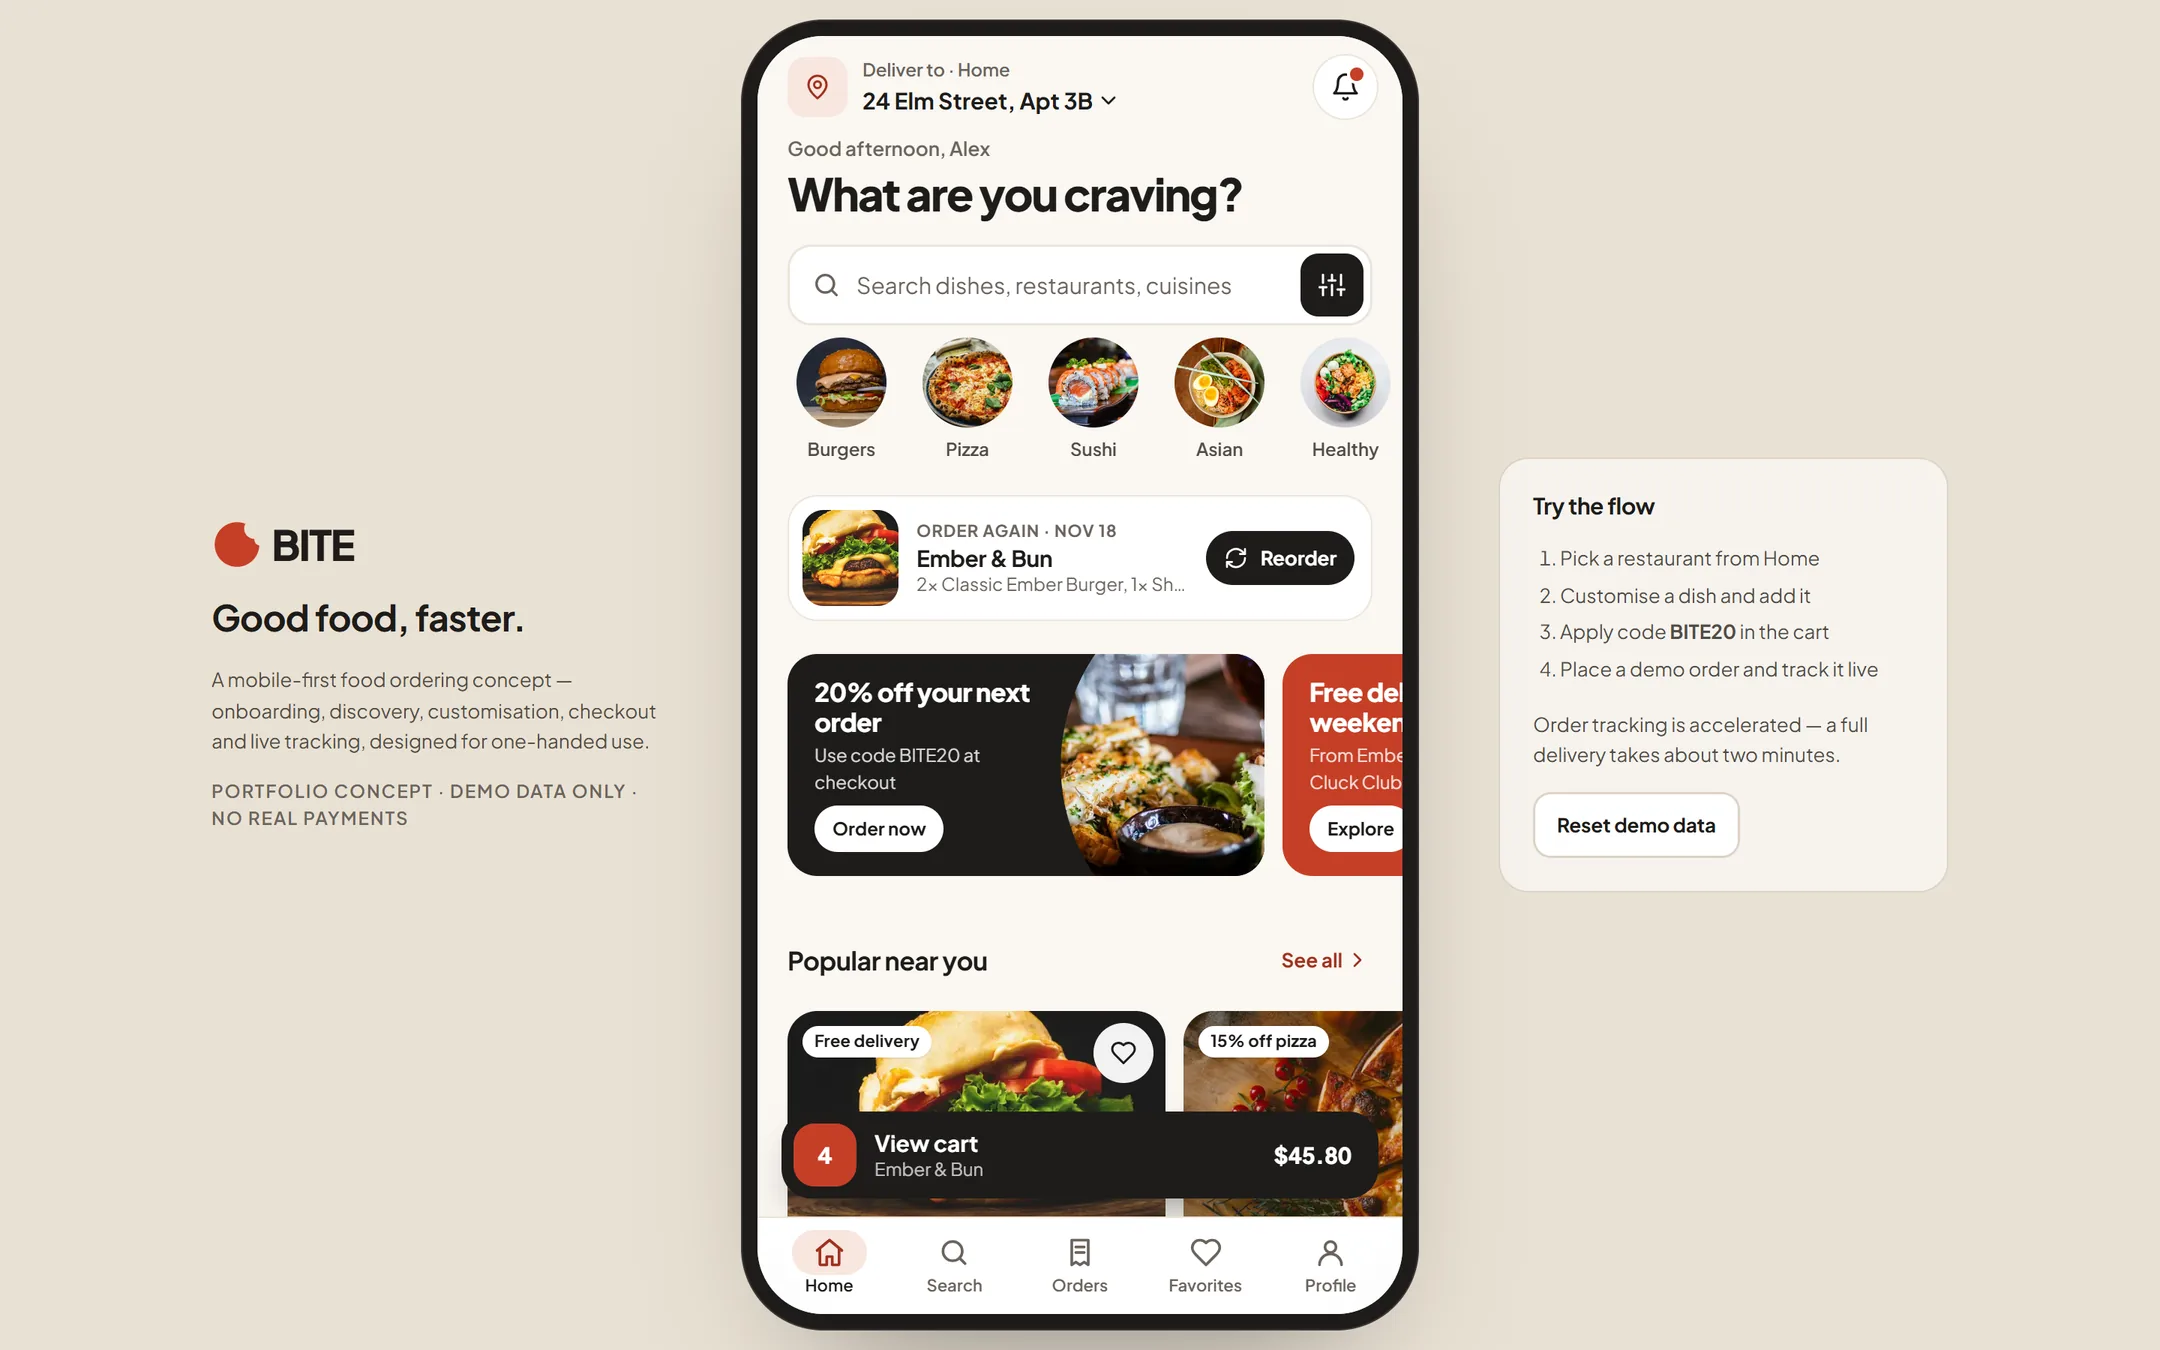 BITE
Good food, faster.
A mobile-first food ordering concept —
onboarding, discovery, customisation, checkout
and live tracking, designed for one-handed use.
PORTFOLIO CONCEPT · DEMO DATA ONLY ·
NO REAL PAYMENTS
Deliver to · Home
24 Elm Street, Apt 3B
Good afternoon, Alex
What are you craving?
Search dishes, restaurants, cuisines
Burgers
Pizza
Sushi
Asian
Healthy
ORDER AGAIN · NOV 18
Ember & Bun
2× Classic Ember Burger, 1× Sh...
Reorder
20% off your next
order
Use code BITE20 at
checkout
Order now
Free del
weeken
From Embe
Cluck Club
Explore
Popular near you
See all
Free delivery
15% off pizza
4
View cart
Ember & Bun
$45.80
Home
Search
Orders
Favorites
Profile
Try the flow
1. Pick a restaurant from Home
2. Customise a dish and add it
3. Apply code BITE20 in the cart
4. Place a demo order and track it live
Order tracking is accelerated — a full
delivery takes about two minutes.
Reset demo data